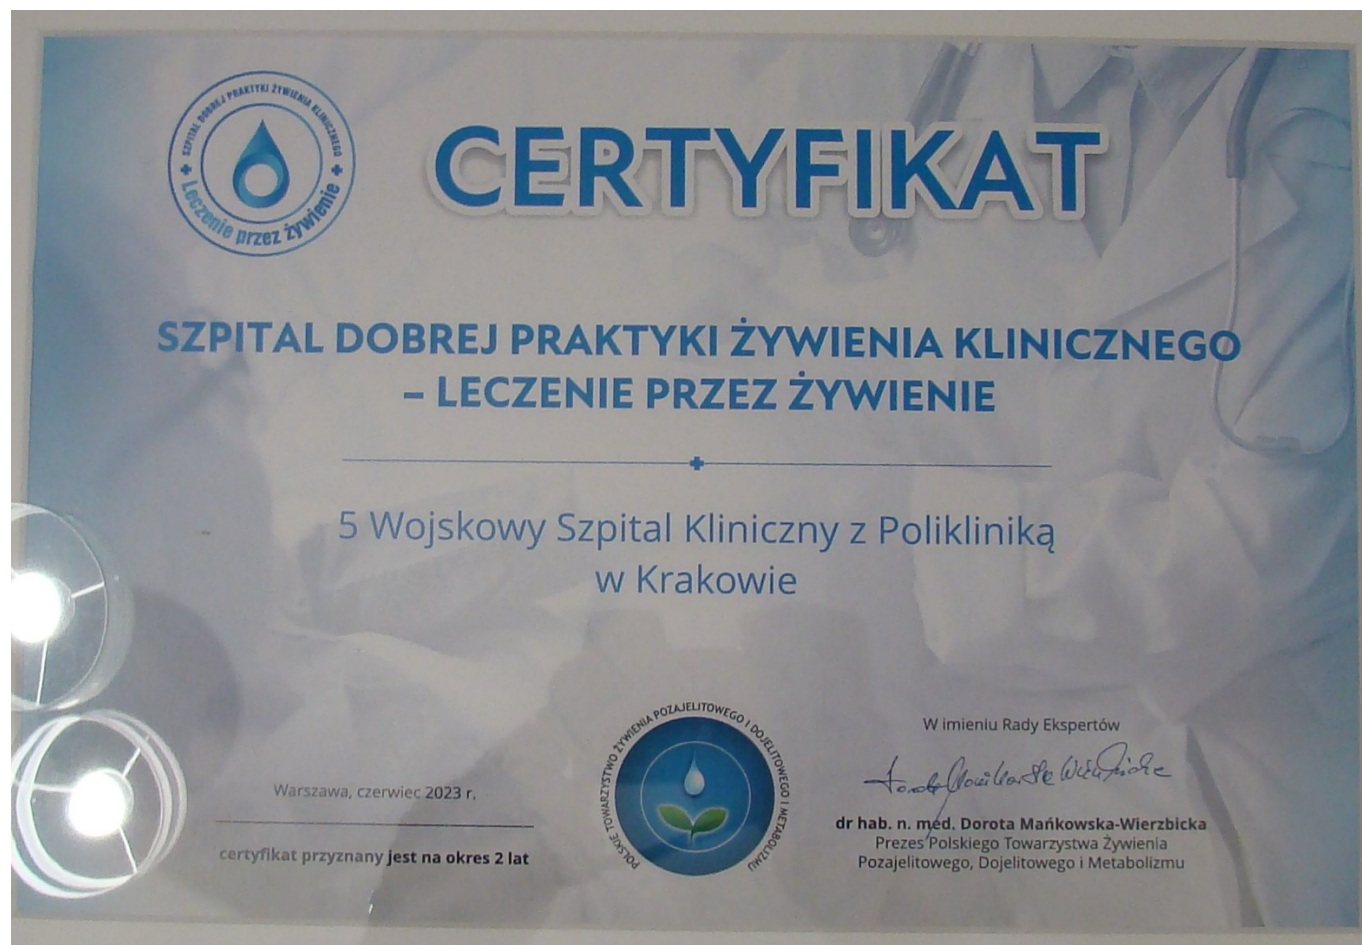 SZPITAL DOBREJ PRAKTYKI ŻYWIENIA KLINICZNEGO
Leczenie przez żywienie
CERTYFIKAT
SZPITAL DOBREJ PRAKTYKI ŻYWIENIA KLINICZNEGO
– LECZENIE PRZEZ ŻYWIENIE
5 Wojskowy Szpital Kliniczny z Polikliniką
w Krakowie
Warszawa, czerwiec 2023 r.
certyfikat przyznany jest na okres 2 lat
POLSKIE TOWARZYSTWO ŻYWIENIA POZAJELITOWEGO I DOJELITOWEGO I METABOLIZMU
W imieniu Rady Ekspertów
dr hab. n. med. Dorota Mańkowska-Wierzbicka
Prezes Polskiego Towarzystwa Żywienia
Pozajelitowego, Dojelitowego i Metabolizmu